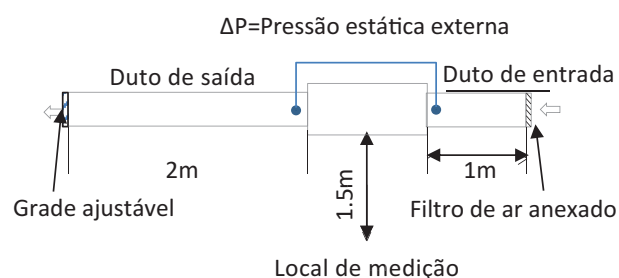 ΔP=Pressão estática externa
Duto de saída
Duto de entrada
2m
1.5m
1m
Grade ajustável
Filtro de ar anexado
Local de medição